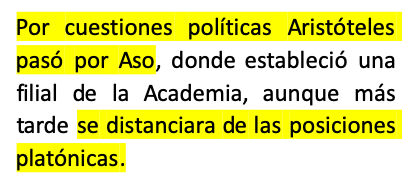 Por cuestiones políticas Aristóteles
pasó por Aso, donde estableció una
filial de la Academia, aunque más
tarde se distanciara de las posiciones
platónicas.